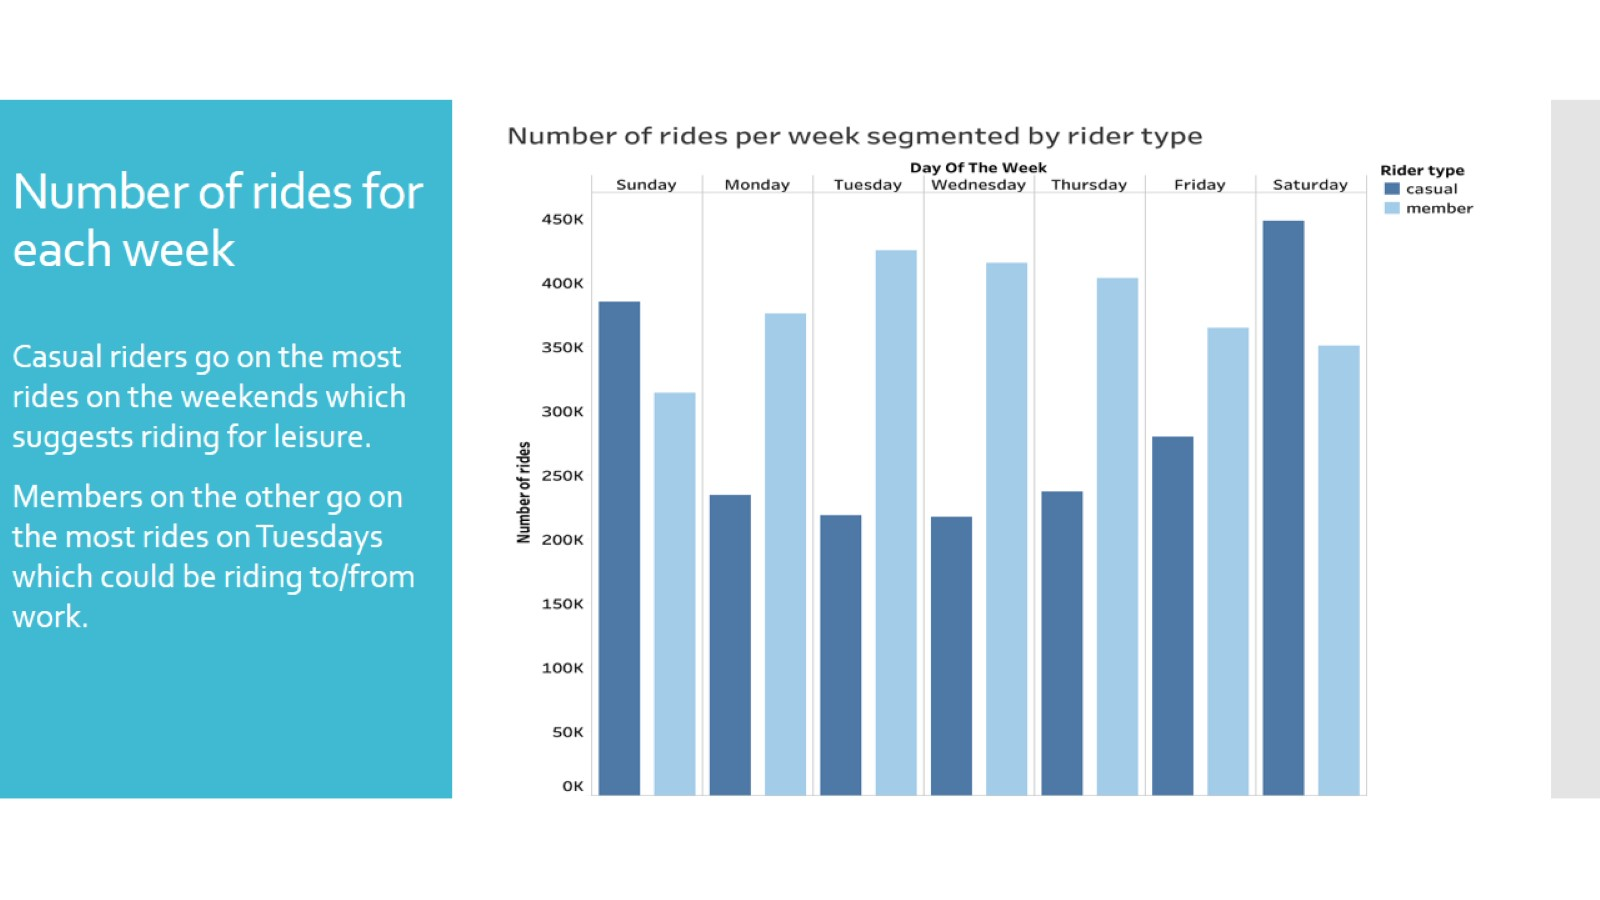 Number of rides for
each week
Casual riders go on the most
rides on the weekends which
suggests riding for leisure.
Members on the other go on
the most rides on Tuesdays
which could be riding to/from
work.
Number of rides per week segmented by rider type
Day Of The Week
Sunday Monday Tuesday Wednesday Thursday Friday Saturday
Number of rides
450K
400K
350K
300K
250K
200K
150K
100K
50K
0K
Rider type
casual
member